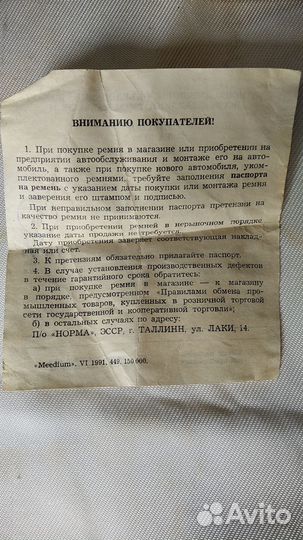 ВНИМАНИЮ ПОКУПАТЕЛЕЙ!
1. При покупке ремия в магазине или приобретении на
предприятии автообслуживания и монтаже его на авто-
мобиль, а также при покупке нового автомобиля, уком-
плектованного ремнями, требуйте заполнения паспорта
на ремень с указанием даты покупки или монтажа ремня
и заверения его штампом и подписью.
При неправильном заполнении паспорта претензии на
качество ремня не принимаются.
2. При приобретении ремней в нерыночном порядке
указание даты продажи не требуется.
Дату приобретения заверяет соответствующая наклад-
ная или счет.
3. К претензиям обязательно прилагайте паспорт.
4. В случае установления производственных дефектов
в течение гарантийного срока обратитесь:
а) при покупке ремня в магазине — к магазину
в порядке, предусмотренном «Правилами обмена про-
мышленных товаров, купленных в розничной торговой
сети государственной и кооперативной торговли»;
б) в остальных случаях по адресу:
П/о «НОРМА», ЭССР, г. ТАЛЛИНН, ул. ЛАКИ, 14.
«Meedium». VI 1991. 449. 150 000.
Avito